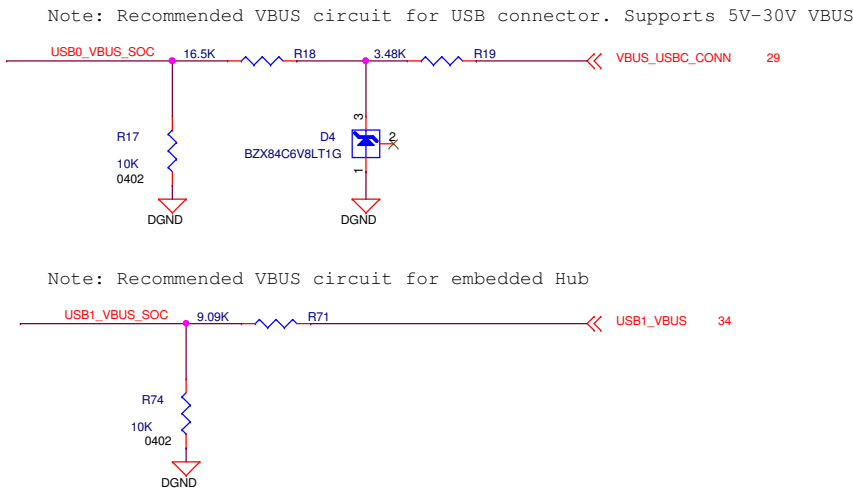 Note: Recommended VBUS circuit for USB connector. Supports 5V-30V VBUS
USB0_VBUS_SOC 16.5K R18 3.48K R19 VBUS_USBC_CONN 29
3
R17 D4 2
BZX84C6V8LT1G
10K
0402 1
DGND DGND
Note: Recommended VBUS circuit for embedded Hub
USB1_VBUS_SOC 9.09K R71 USB1_VBUS 34
R74
10K
0402
DGND